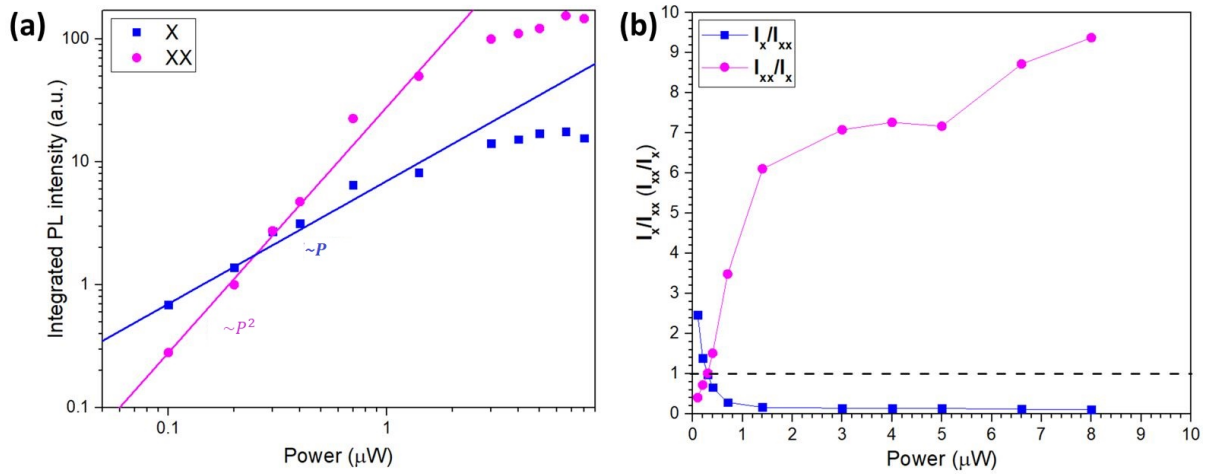 (a)
X
XX
Integrated PL intensity (a.u.)
100
10
1
0.1
~P
~P²
0.1
1
Power (μW)
(b)
Iₓ/Iₓₓ
Iₓₓ/Iₓ
Iₓ/Iₓₓ (Iₓₓ/Iₓ)
10
9
8
7
6
5
4
3
2
1
0
0 1 2 3 4 5 6 7 8 9 10
Power (μW)